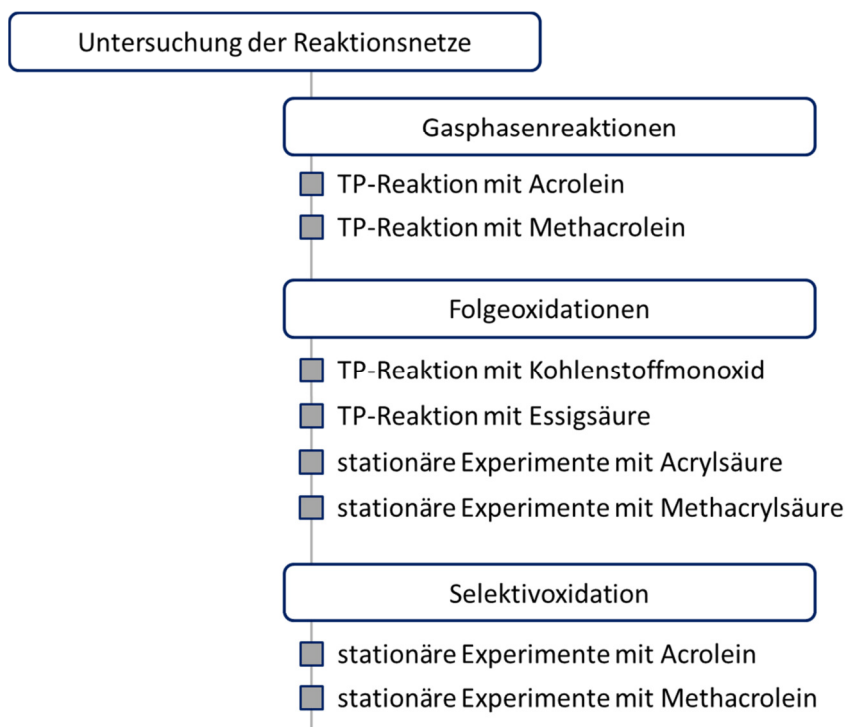 Untersuchung der Reaktionsnetze
Gasphasenreaktionen
TP-Reaktion mit Acrolein
TP-Reaktion mit Methacrolein
Folgeoxidationen
TP-Reaktion mit Kohlenstoffmonoxid
TP-Reaktion mit Essigsäure
stationäre Experimente mit Acrylsäure
stationäre Experimente mit Methacrylsäure
Selektivoxidation
stationäre Experimente mit Acrolein
stationäre Experimente mit Methacrolein